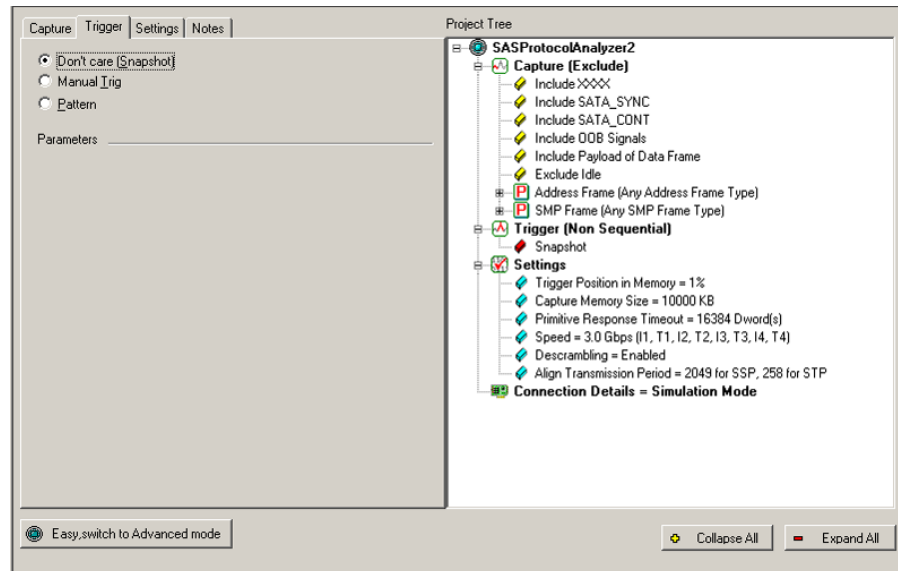 Capture Trigger Settings Notes
Don't care (Snapshot)
Manual Trig
Pattern
Parameters
Easy,switch to Advanced mode
Project Tree
SASProtocolAnalyzer2
Capture (Exclude)
Include XXXX
Include SATA_SYNC
Include SATA_CONT
Include OOB Signals
Include Payload of Data Frame
Exclude Idle
P Address Frame (Any Address Frame Type)
P SMP Frame (Any SMP Frame Type)
Trigger (Non Sequential)
Snapshot
Settings
Trigger Position in Memory = 1%
Capture Memory Size = 10000 KB
Primitive Response Timeout = 16384 Dword(s)
Speed = 3.0 Gbps (I1, T1, I2, T2, I3, T3, I4, T4)
Descrambling = Enabled
Align Transmission Period = 2049 for SSP, 258 for STP
Connection Details = Simulation Mode
Collapse All Expand All